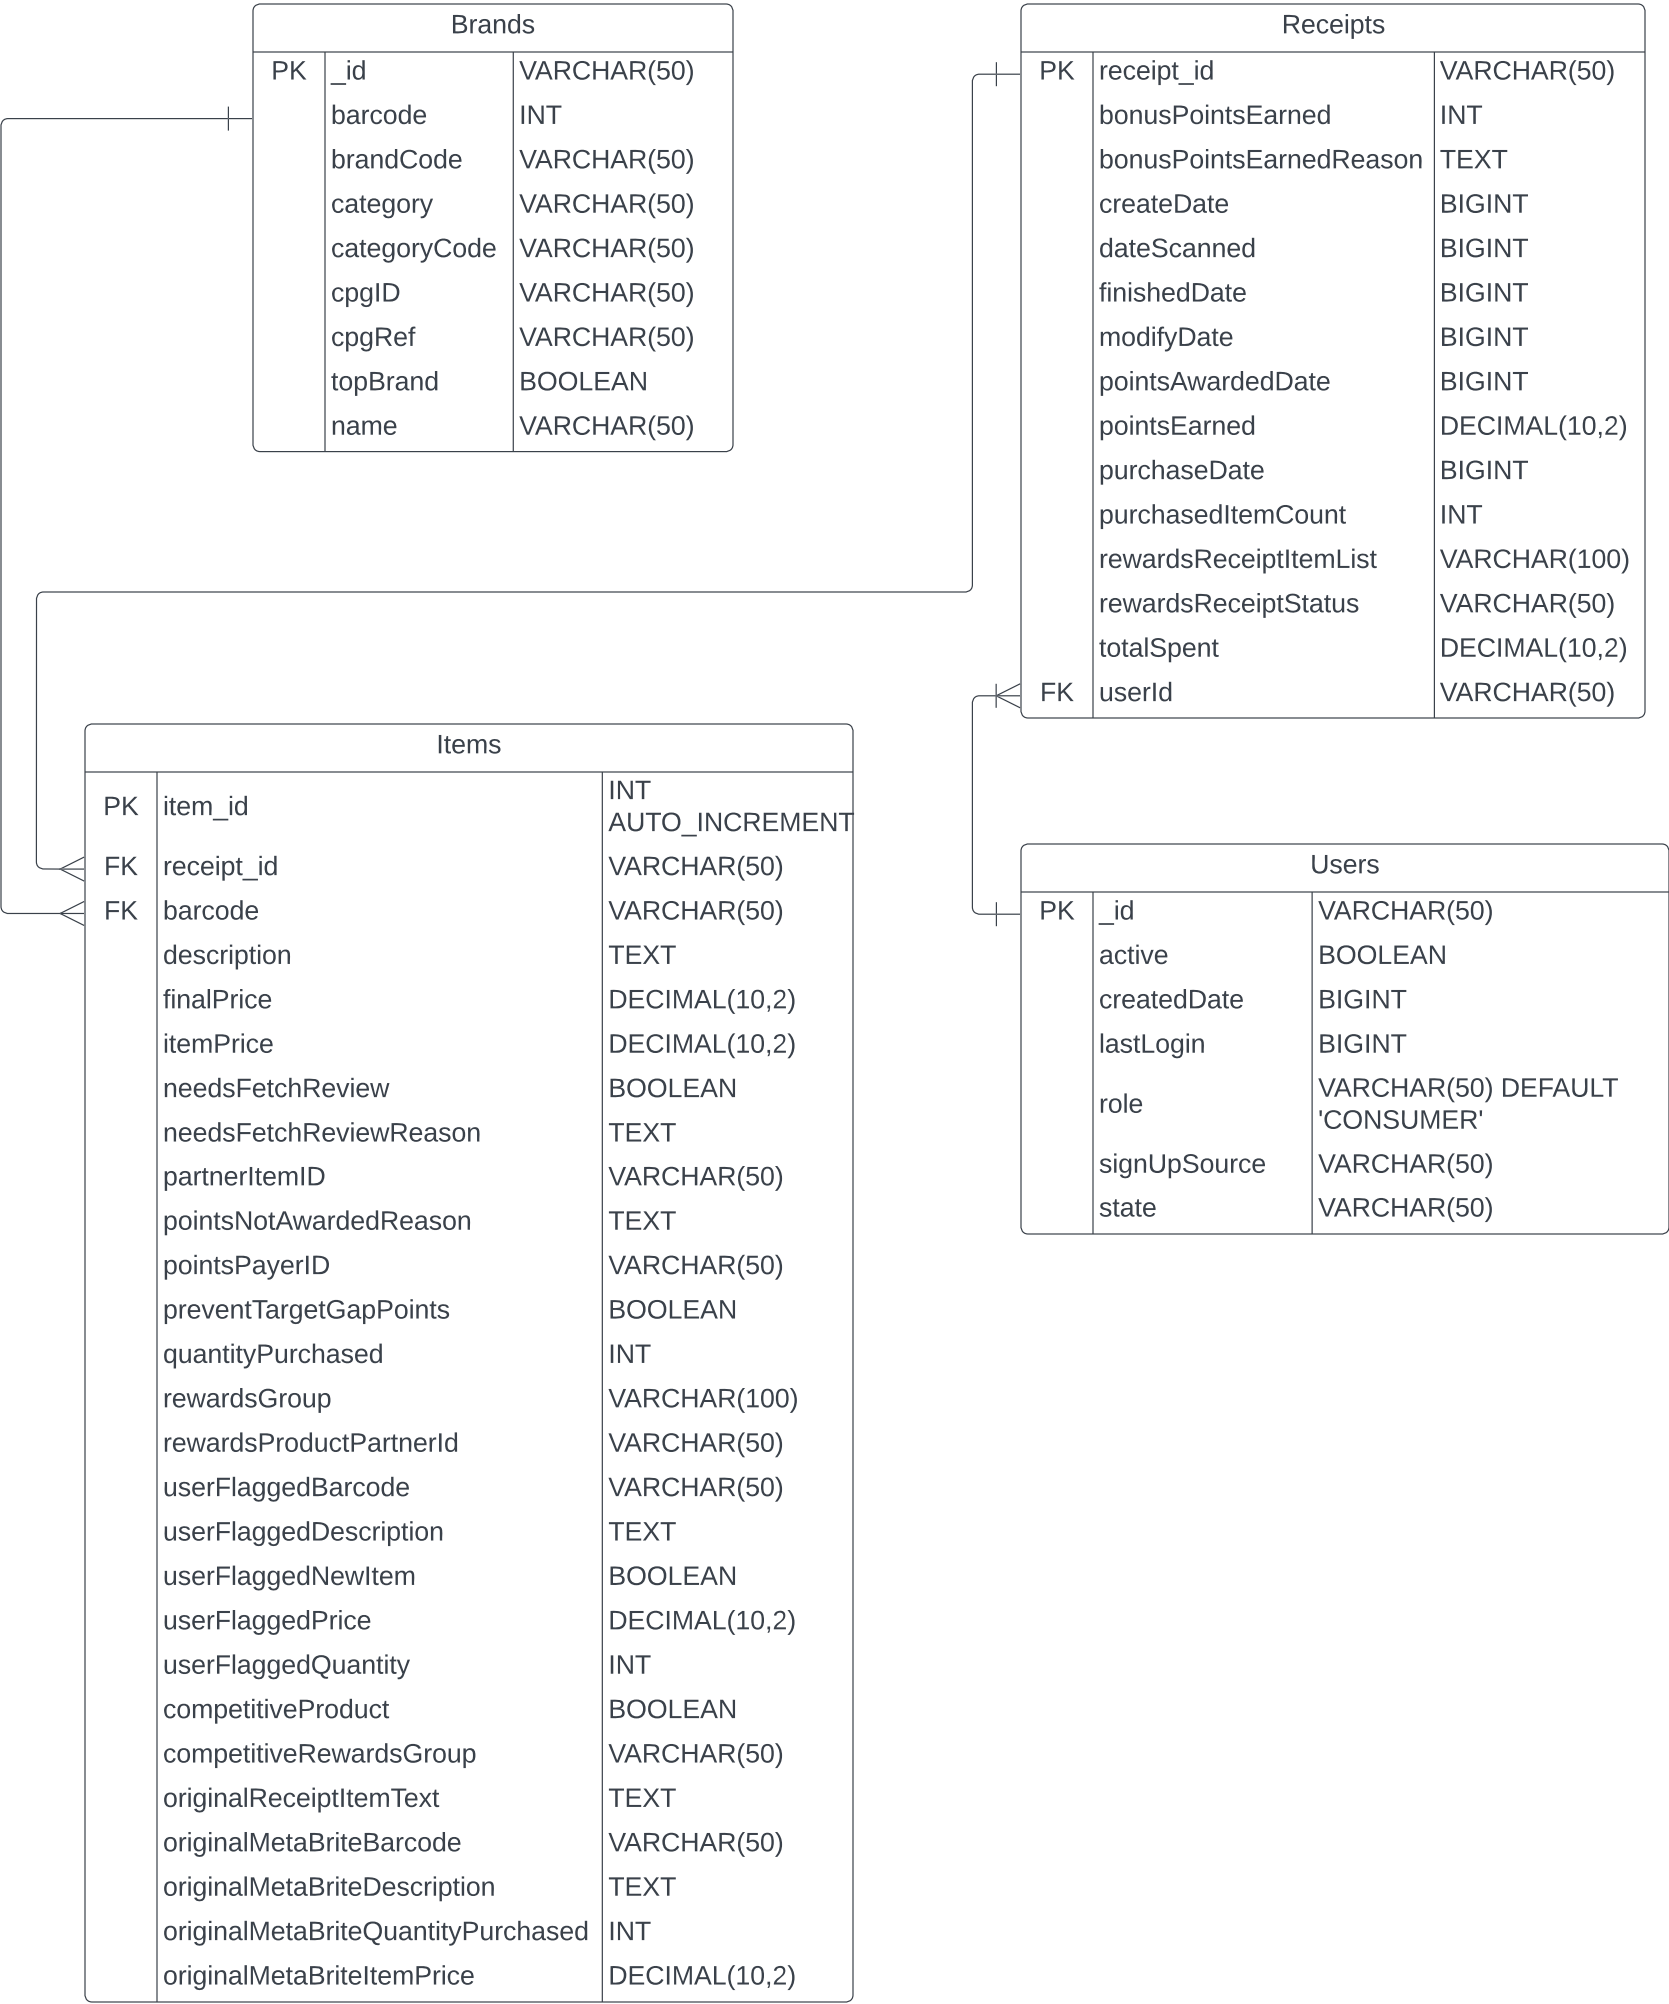 Brands
PK _id VARCHAR(50)
barcode INT
brandCode VARCHAR(50)
category VARCHAR(50)
categoryCode VARCHAR(50)
cpgID VARCHAR(50)
cpgRef VARCHAR(50)
topBrand BOOLEAN
name VARCHAR(50)
Receipts
PK receipt_id VARCHAR(50)
bonusPointsEarned INT
bonusPointsEarnedReason TEXT
createDate BIGINT
dateScanned BIGINT
finishedDate BIGINT
modifyDate BIGINT
pointsAwardedDate BIGINT
pointsEarned DECIMAL(10,2)
purchaseDate BIGINT
purchasedItemCount INT
rewardsReceiptItemList VARCHAR(100)
rewardsReceiptStatus VARCHAR(50)
totalSpent DECIMAL(10,2)
FK userId VARCHAR(50)
Items
PK item_id INT
AUTO_INCREMENT
FK receipt_id VARCHAR(50)
FK barcode VARCHAR(50)
description TEXT
finalPrice DECIMAL(10,2)
itemPrice DECIMAL(10,2)
needsFetchReview BOOLEAN
needsFetchReviewReason TEXT
partnerItemID VARCHAR(50)
pointsNotAwardedReason TEXT
pointsPayerID VARCHAR(50)
preventTargetGapPoints BOOLEAN
quantityPurchased INT
rewardsGroup VARCHAR(100)
rewardsProductPartnerId VARCHAR(50)
userFlaggedBarcode VARCHAR(50)
userFlaggedDescription TEXT
userFlaggedNewItem BOOLEAN
userFlaggedPrice DECIMAL(10,2)
userFlaggedQuantity INT
competitiveProduct BOOLEAN
competitiveRewardsGroup VARCHAR(50)
originalReceiptItemText TEXT
originalMetaBriteBarcode VARCHAR(50)
originalMetaBriteDescription TEXT
originalMetaBriteQuantityPurchased INT
originalMetaBriteItemPrice DECIMAL(10,2)
Users
PK _id VARCHAR(50)
active BOOLEAN
createdDate BIGINT
lastLogin BIGINT
role VARCHAR(50) DEFAULT
'CONSUMER'
signUpSource VARCHAR(50)
state VARCHAR(50)